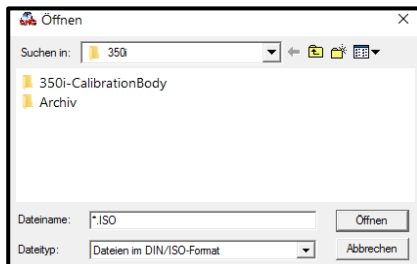 Öffnen
Suchen in: 350i
350i-CalibrationBody
Archiv
Dateiname: *.ISO Öffnen
Dateityp: Dateien im DIN/ISO-Format Abbrechen